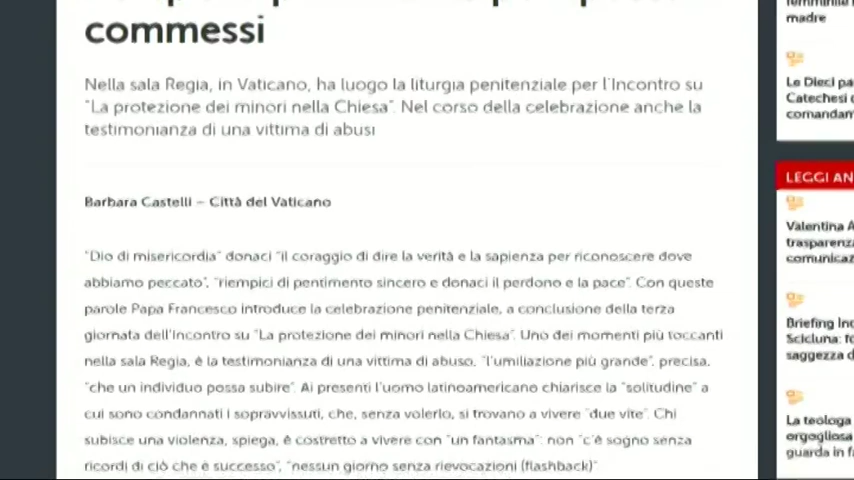 commessi
Nella sala Regia, in Vaticano, ha luogo la liturgia penitenziale per l'Incontro su
"La protezione dei minori nella Chiesa". Nel corso della celebrazione anche la
testimonianza di una vittima di abusi
Barbara Castelli – Città del Vaticano
"Dio di misericordia" donaci "il coraggio di dire la verità e la sapienza per riconoscere dove
abbiamo peccato", "riempici di pentimento sincero e donaci il perdono e la pace". Con queste
parole Papa Francesco introduce la celebrazione penitenziale, a conclusione della terza
giornata dell'Incontro su "La protezione dei minori nella Chiesa". Uno dei momenti più toccanti
nella sala Regia, è la testimonianza di una vittima di abuso, "l'umiliazione più grande", precisa,
"che un individuo possa subire". Ai presenti l'uomo latinoamericano chiarisce la "solitudine" a
cui sono condannati i sopravvissuti, che, senza volerlo, si trovano a vivere "due vite". Chi
subisce una violenza, spiega, è costretto a vivere con "un fantasma": non "c'è sogno senza
ricordi di ciò che è successo", "nessun giorno senza rievocazioni (flashback)"
femminile
madre
Le Dieci pa
Catechesi
comandam
LEGGI AN
Valentina A
trasparenza
comunicaz
Briefing Inc
Scicluna: fo
saggezza d
La teologa
orgogliosa
guarda in f